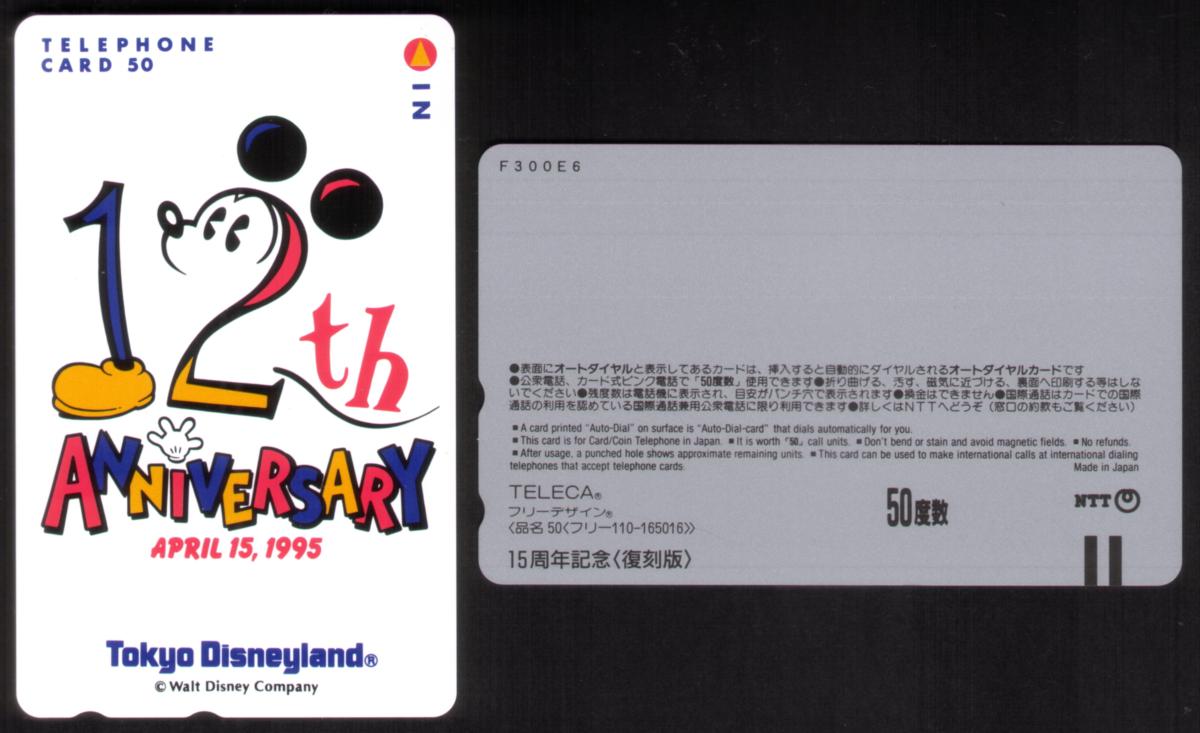 TELEPHONE
CARD 50
IN
12th
ANNIVERSARY
APRIL 15, 1995
Tokyo Disneyland®
© Walt Disney Company
F300E6
●表面にオートダイヤルと表示してあるカードは、挿入すると自動的にダイヤルされるオートダイヤルカードです
●公衆電話、カード式ピンク電話で「50度数」使用できます●折り曲げる、汚す、磁気に近づける、裏面へ印刷する等はしな
いでください●残度数は電話機に表示され、目安がパンチ穴で表示されます●換金はできません●国際通話はカードでの国際
通話の利用を認めている国際通話兼用公衆電話に限り利用できます●詳しくはNTTへどうぞ（窓口の約款もご覧ください）
■ A card printed "Auto-Dial" on surface is "Auto-Dial-card" that dials automatically for you.
■ This card is for Card/Coin Telephone in Japan. ■ It is worth「50」call units. ■ Don't bend or stain and avoid magnetic fields. ■ No refunds.
■ After usage, a punched hole shows approximate remaining units. ■ This card can be used to make international calls at international dialing
telephones that accept telephone cards. Made in Japan
TELECA®
フリーデザイン®
〈品名 50〈フリー110-165016〉〉
50度数
NTT
15周年記念〈復刻版〉